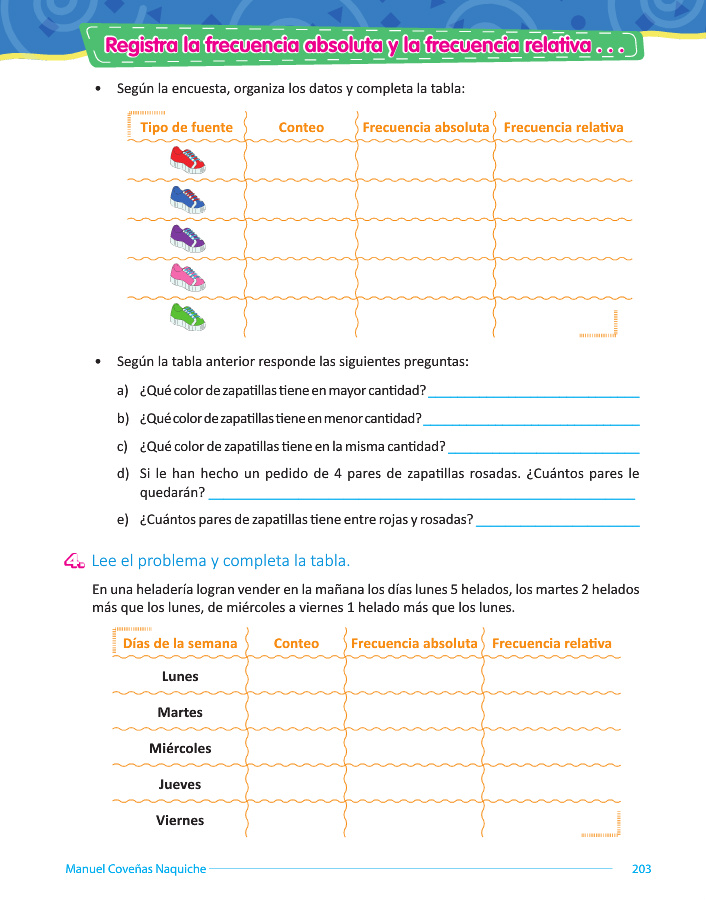 Registra la frecuencia absoluta y la frecuencia relativa . . .
• Según la encuesta, organiza los datos y completa la tabla:
Tipo de fuente Conteo Frecuencia absoluta Frecuencia relativa
• Según la tabla anterior responde las siguientes preguntas:
a) ¿Qué color de zapatillas tiene en mayor cantidad?
b) ¿Qué color de zapatillas tiene en menor cantidad?
c) ¿Qué color de zapatillas tiene en la misma cantidad?
d) Si le han hecho un pedido de 4 pares de zapatillas rosadas. ¿Cuántos pares le
quedarán?
e) ¿Cuántos pares de zapatillas tiene entre rojas y rosadas?
4. Lee el problema y completa la tabla.
En una heladería logran vender en la mañana los días lunes 5 helados, los martes 2 helados
más que los lunes, de miércoles a viernes 1 helado más que los lunes.
Días de la semana Conteo Frecuencia absoluta Frecuencia relativa
Lunes
Martes
Miércoles
Jueves
Viernes
Manuel Coveñas Naquiche 203